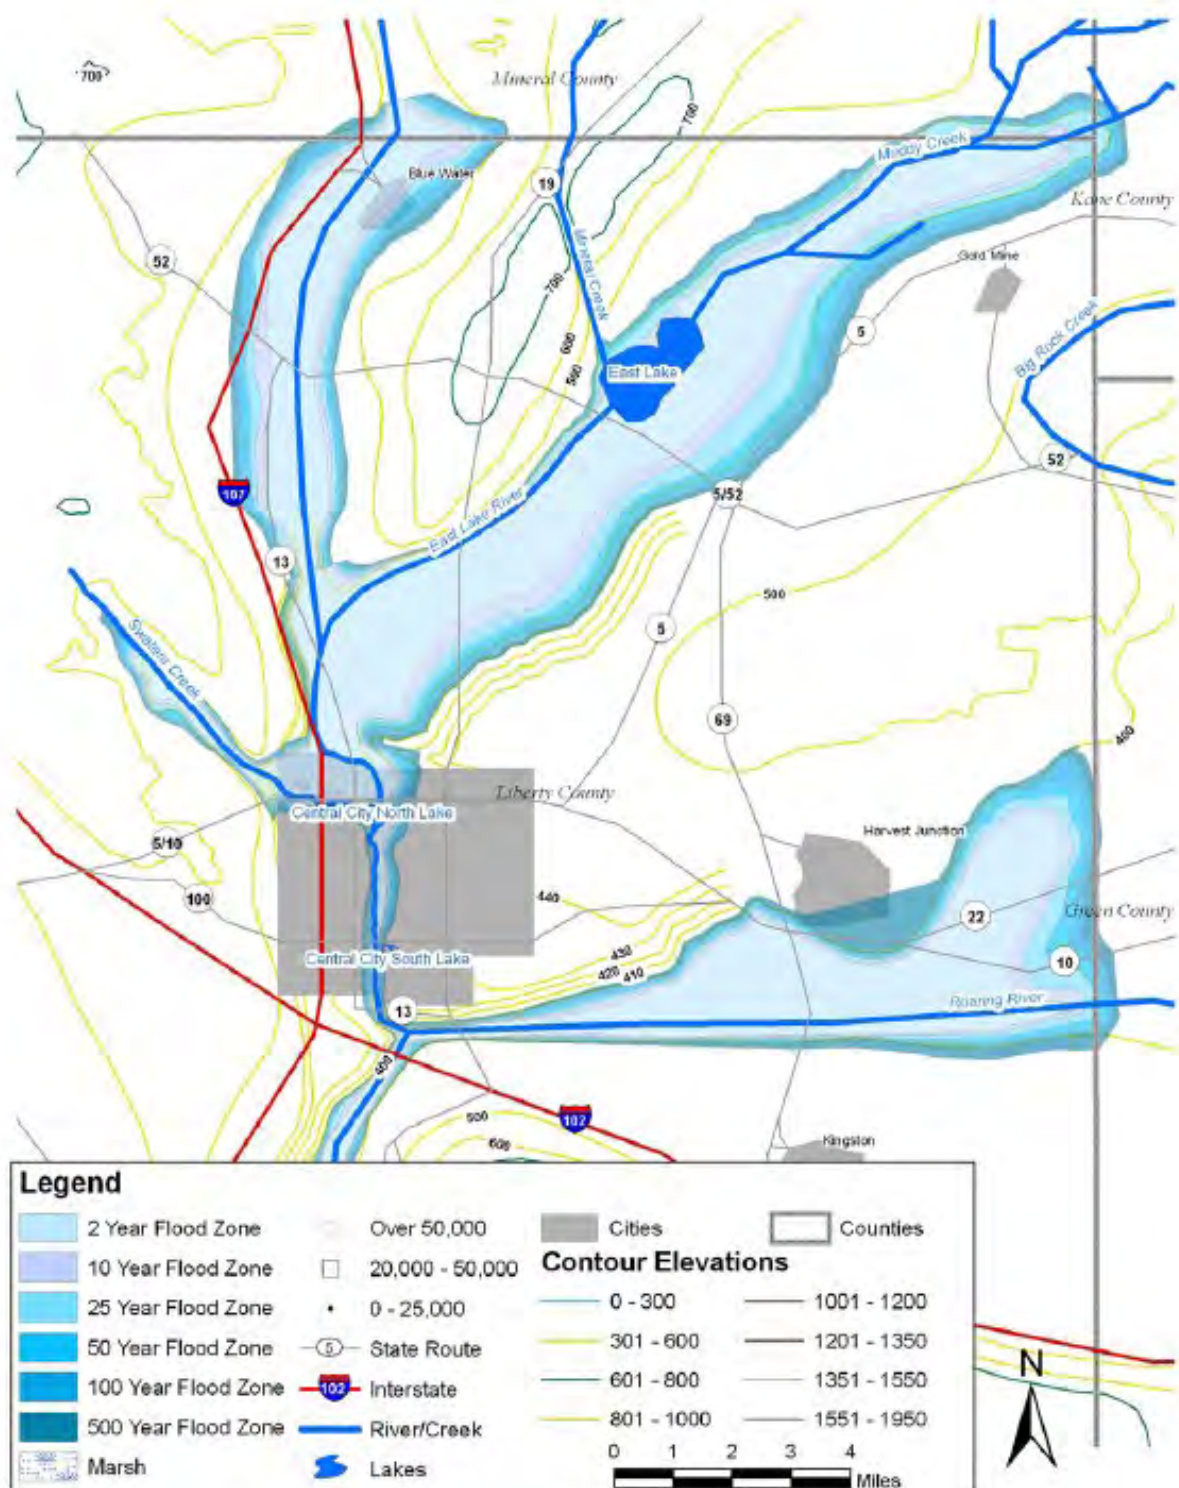 700
Mineral County
700
Muddy Creek
Blue Water
19
Kane County
Mineral Creek
52
Gold Mine
700
Big Rock Creek
5
600
500
East Lake
52
107
5/52
East Lake River
13
500
5
Swatara Creek
69
400
Liberty County
Central City North Lake
Harvest Junction
5/10
100
440
22
Green County
430
420
410
Central City South Lake
10
13
Roaring River
400
500
102
600
Kingston
Legend
2 Year Flood Zone
10 Year Flood Zone
25 Year Flood Zone
50 Year Flood Zone
100 Year Flood Zone
500 Year Flood Zone
Marsh
Over 50,000
20,000 - 50,000
0 - 25,000
5 State Route
102 Interstate
River/Creek
Lakes
Cities
Counties
Contour Elevations
0 - 300
301 - 600
601 - 800
801 - 1000
1001 - 1200
1201 - 1350
1351 - 1550
1551 - 1950
0 1 2 3 4
Miles
N